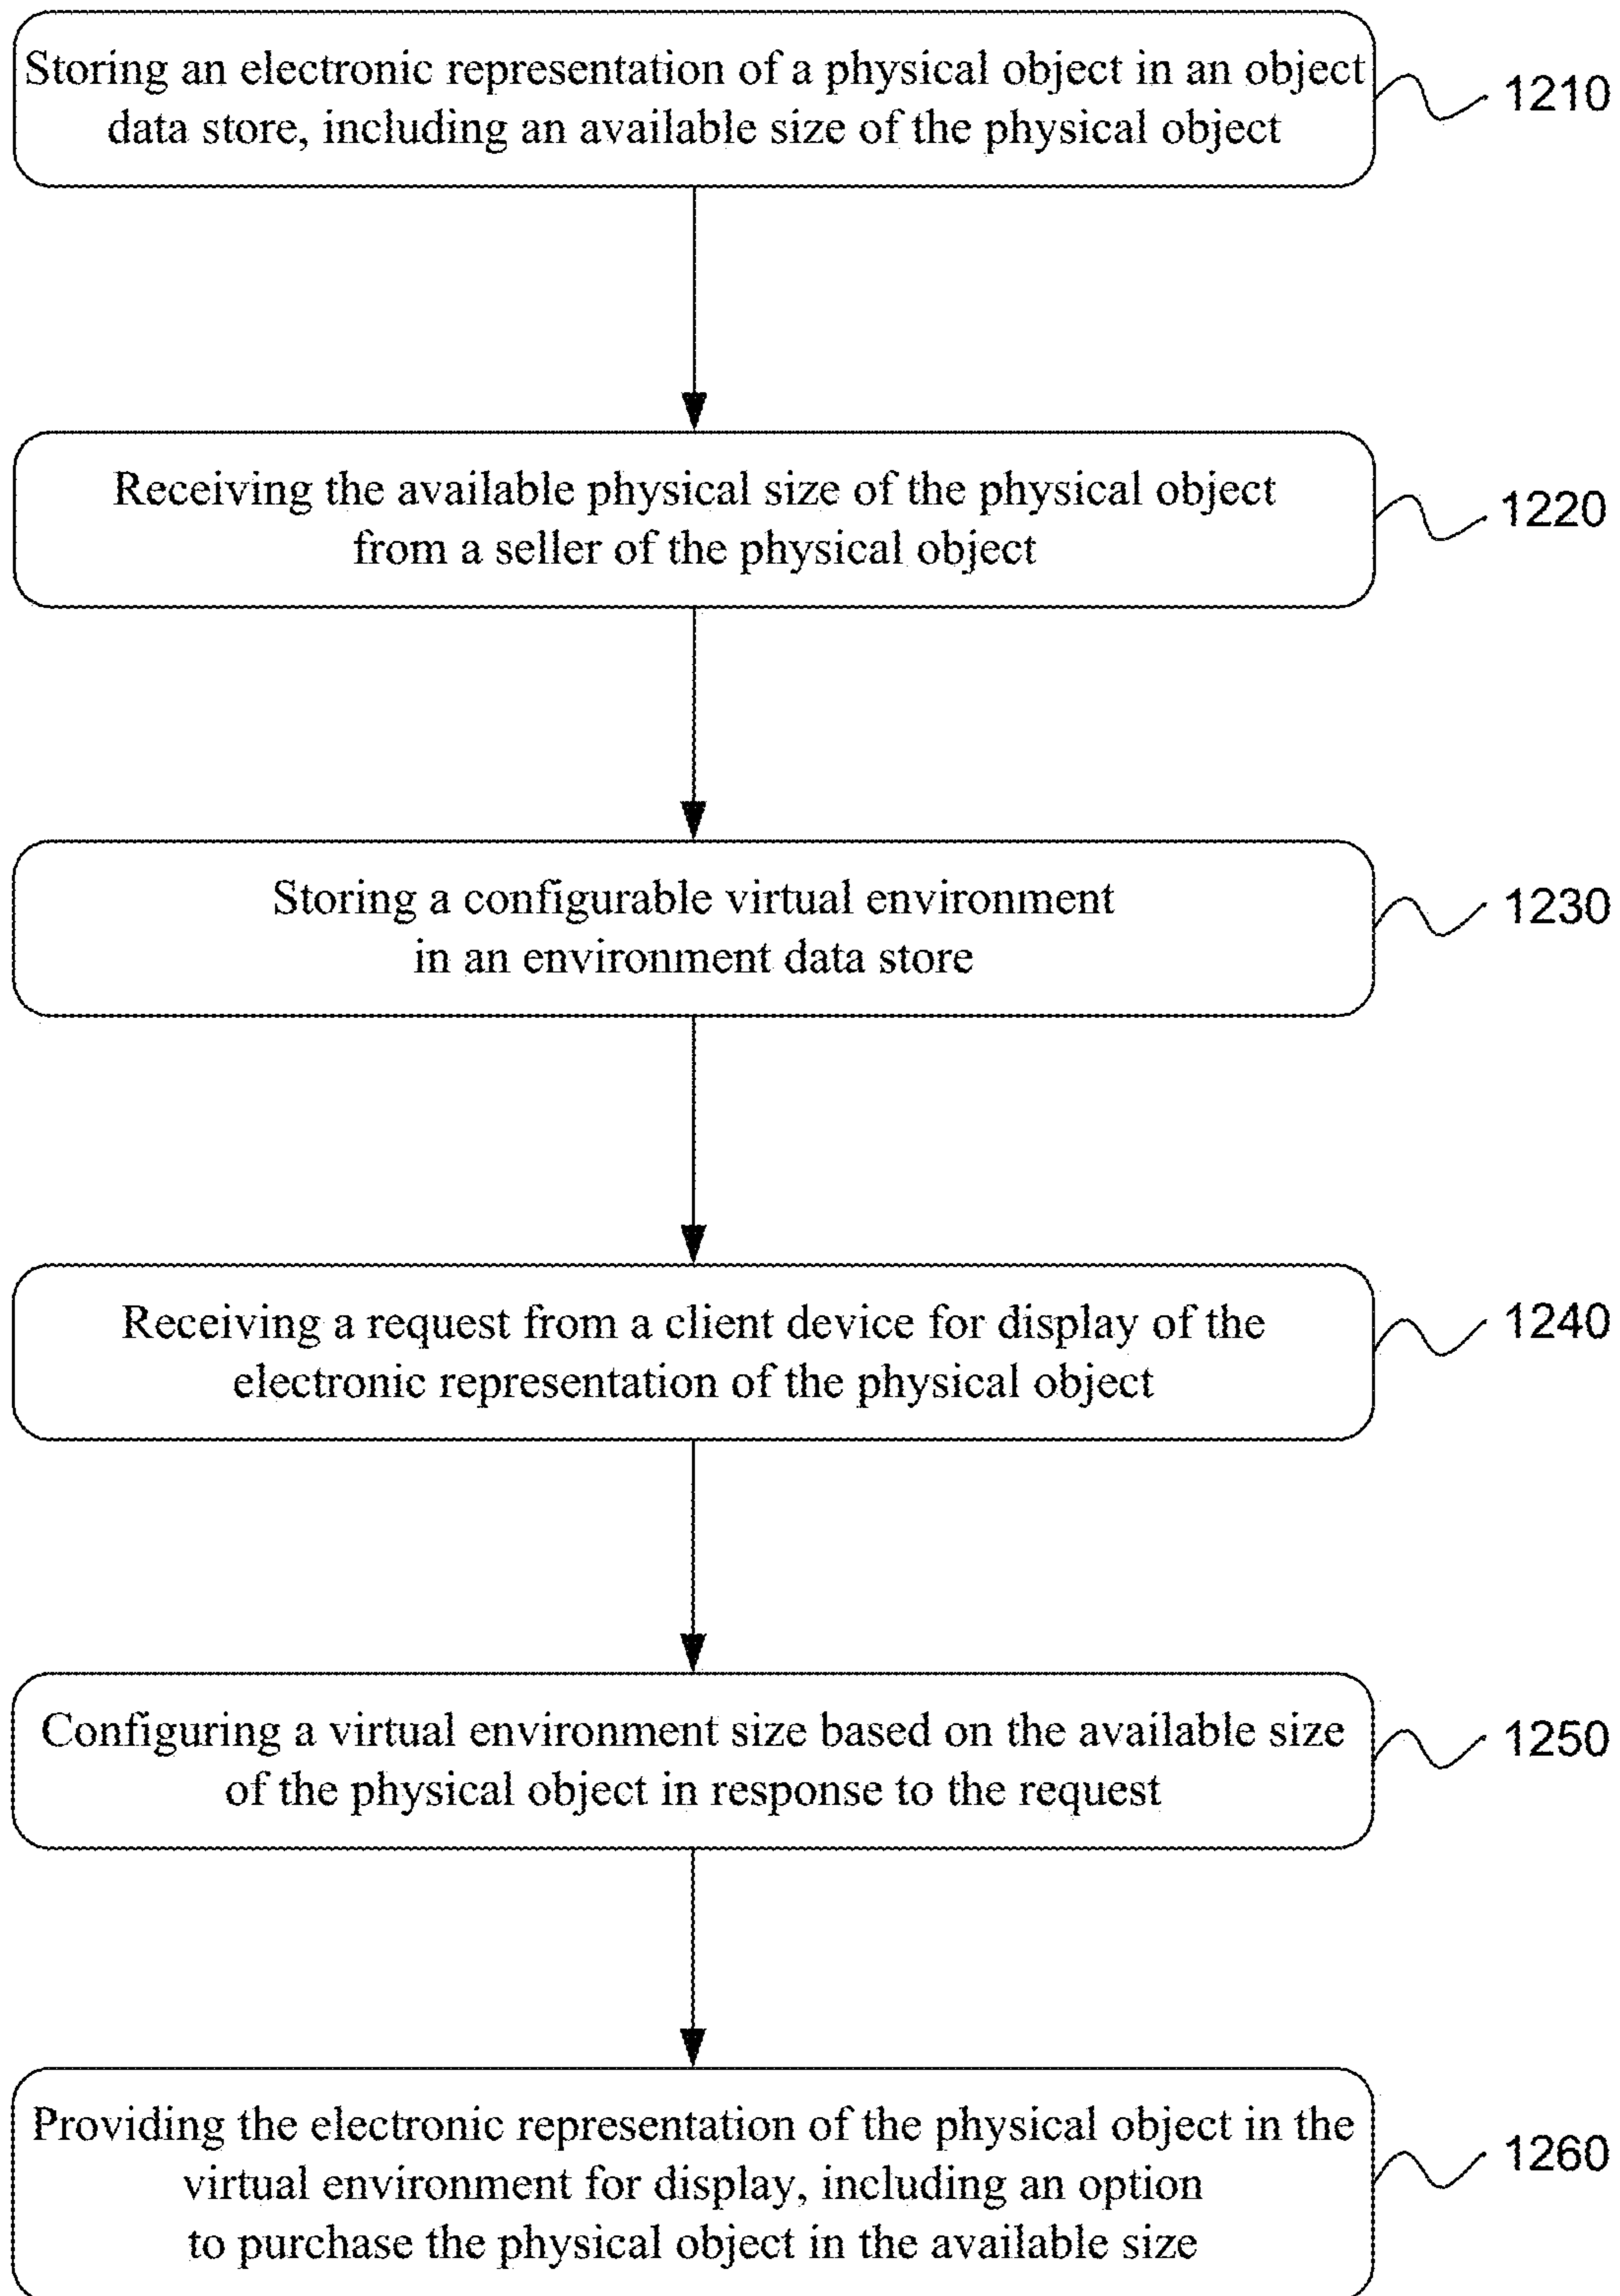 Storing an electronic representation of a physical object in an object
data store, including an available size of the physical object
1210
Receiving the available physical size of the physical object
from a seller of the physical object
1220
Storing a configurable virtual environment
in an environment data store
1230
Receiving a request from a client device for display of the
electronic representation of the physical object
1240
Configuring a virtual environment size based on the available size
of the physical object in response to the request
1250
Providing the electronic representation of the physical object in the
virtual environment for display, including an option
to purchase the physical object in the available size
1260